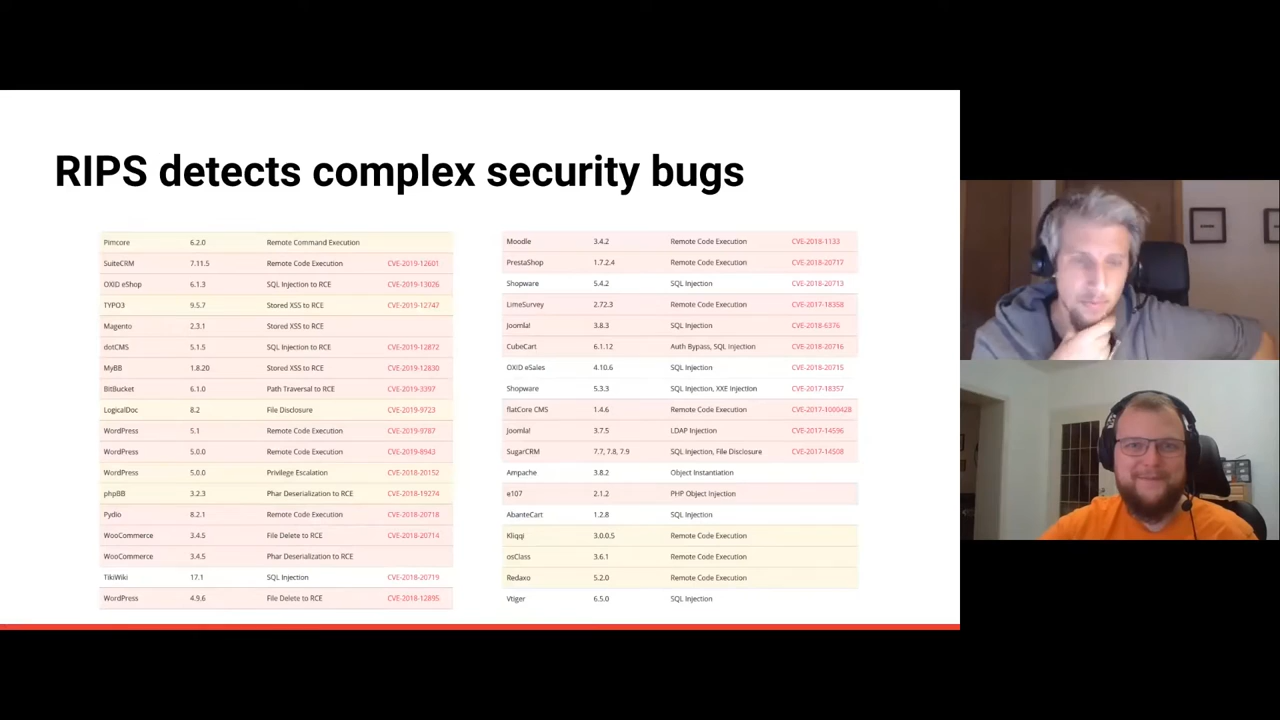 RIPS detects complex security bugs
Pimcore 6.2.0 Remote Command Execution
SuiteCRM 7.11.5 Remote Code Execution CVE-2019-12601
OXID eShop 6.1.3 SQL Injection to RCE CVE-2019-13026
TYPO3 9.5.7 Stored XSS to RCE CVE-2019-12747
Magento 2.3.1 Stored XSS to RCE
dotCMS 5.1.5 SQL Injection to RCE CVE-2019-12872
MyBB 1.8.20 Stored XSS to RCE CVE-2019-12830
BitBucket 6.1.0 Path Traversal to RCE CVE-2019-3397
LogicalDoc 8.2 File Disclosure CVE-2019-9723
WordPress 5.1 Remote Code Execution CVE-2019-9787
WordPress 5.0.0 Remote Code Execution CVE-2019-8943
WordPress 5.0.0 Privilege Escalation CVE-2018-20152
phpBB 3.2.3 Phar Deserialization to RCE CVE-2018-19274
Pydio 8.2.1 Remote Code Execution CVE-2018-20718
WooCommerce 3.4.5 File Delete to RCE CVE-2018-20714
WooCommerce 3.4.5 Phar Deserialization to RCE
TikiWiki 17.1 SQL Injection CVE-2018-20719
WordPress 4.9.6 File Delete to RCE CVE-2018-12895
Moodle 3.4.2 Remote Code Execution CVE-2018-1133
PrestaShop 1.7.2.4 Remote Code Execution CVE-2018-20717
Shopware 5.4.2 SQL Injection CVE-2018-20713
LimeSurvey 2.72.3 Remote Code Execution CVE-2017-18358
Joomla! 3.8.3 SQL Injection CVE-2018-6376
CubeCart 6.1.12 Auth Bypass, SQL Injection CVE-2018-20716
OXID eSales 4.10.6 SQL Injection CVE-2018-20715
Shopware 5.3.3 SQL Injection, XXE Injection CVE-2017-18357
flatCore CMS 1.4.6 Remote Code Execution CVE-2017-1000428
Joomla! 3.7.5 LDAP Injection CVE-2017-14596
SugarCRM 7.7, 7.8, 7.9 SQL Injection, File Disclosure CVE-2017-14508
Ampache 3.8.2 Object Instantiation
e107 2.1.2 PHP Object Injection
AbanteCart 1.2.8 SQL Injection
Kliqqi 3.0.0.5 Remote Code Execution
osClass 3.6.1 Remote Code Execution
Redaxo 5.2.0 Remote Code Execution
Vtiger 6.5.0 SQL Injection